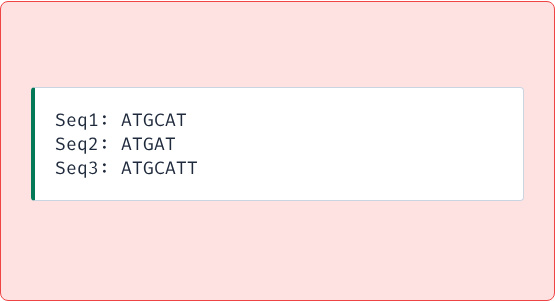 Seq1: ATGCAT
Seq2: ATGAT
Seq3: ATGCATT